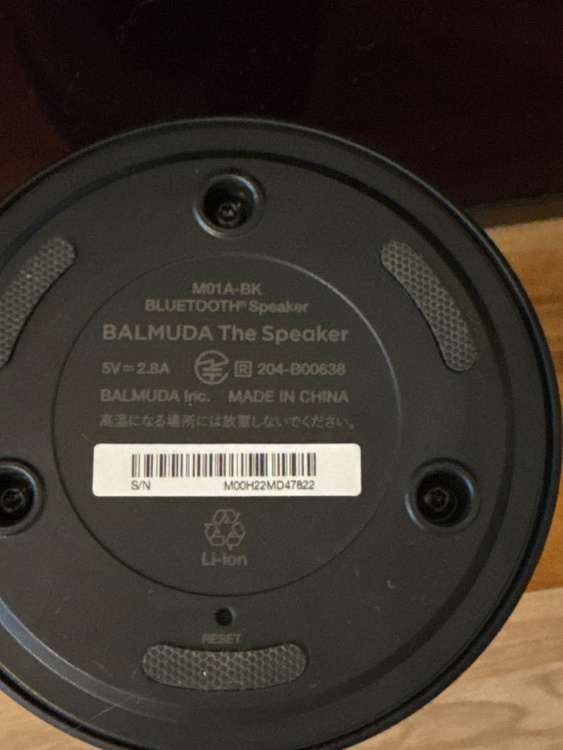 M01A-BK
BLUETOOTH® Speaker
BALMUDA The Speaker
5V⎓2.8A R 204-B00638
BALMUDA Inc. MADE IN CHINA
高温になる場所には放置しないでください。
S/N M00H22MD47822
Li-ion
RESET